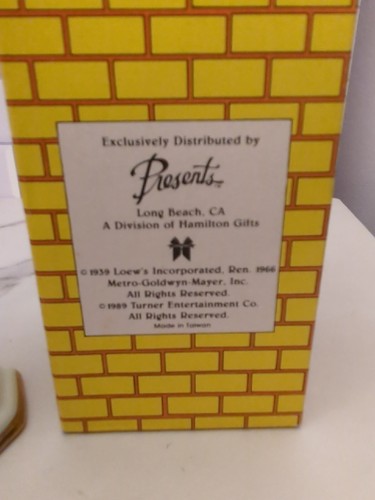 Exclusively Distributed by
Presents™
Long Beach, CA
A Division of Hamilton Gifts
© 1939 Loew's Incorporated, Ren. 1966
Metro-Goldwyn-Mayer, Inc.
All Rights Reserved.
© 1989 Turner Entertainment Co.
All Rights Reserved.
Made in Taiwan